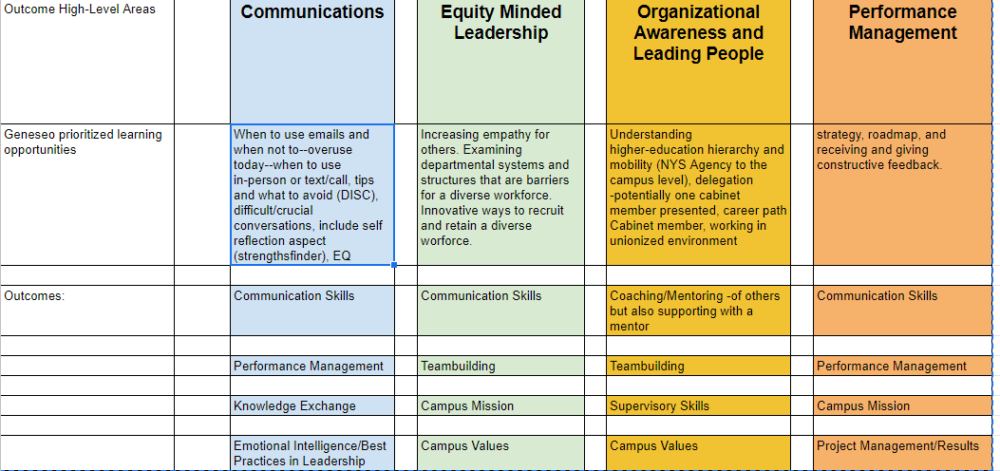 Outcome High-Level Areas
Communications
Equity Minded
Leadership
Organizational
Awareness and
Leading People
Performance
Management
Geneseo prioritized learning
opportunities
When to use emails and
when not to--overuse
today--when to use
in-person or text/call, tips
and what to avoid (DISC),
difficult/crucial
conversations, include self
reflection aspect
(strengthsfinder), EQ
Increasing empathy for
others. Examining
departmental systems and
structures that are barriers
for a diverse workforce.
Innovative ways to recruit
and retain a diverse
worforce.
Understanding
higher-education hierarchy and
mobility (NYS Agency to the
campus level), delegation
-potentially one cabinet
member presented, career path
Cabinet member, working in
unionized environment
strategy, roadmap, and
receiving and giving
constructive feedback.
Outcomes:
Communication Skills
Communication Skills
Coaching/Mentoring -of others
but also supporting with a
mentor
Communication Skills
Performance Management
Teambuilding
Teambuilding
Performance Management
Knowledge Exchange
Campus Mission
Supervisory Skills
Campus Mission
Emotional Intelligence/Best
Practices in Leadership
Campus Values
Campus Values
Project Management/Results